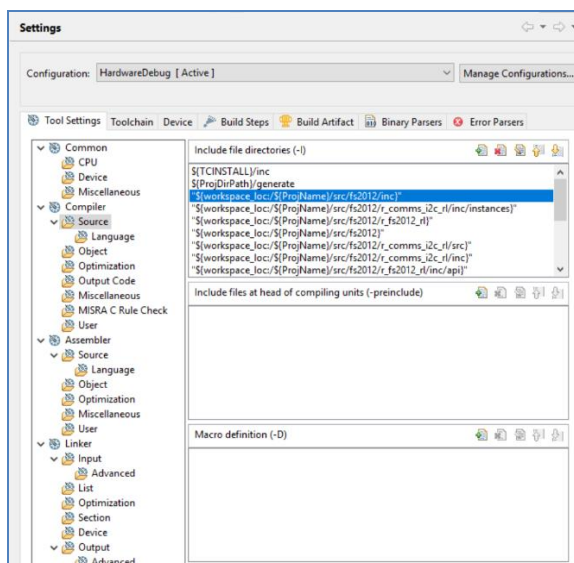 Settings
Configuration: HardwareDebug [ Active ]
Manage Configurations...
Tool Settings Toolchain Device Build Steps Build Artifact Binary Parsers Error Parsers
Common
CPU
Device
Miscellaneous
Compiler
Source
Language
Object
Optimization
Output Code
Miscellaneous
MISRA C Rule Check
User
Assembler
Source
Language
Object
Optimization
Miscellaneous
User
Linker
Input
Advanced
List
Optimization
Section
Device
Output
Advanced
Include file directories (-I)
${TCINSTALL}/inc
${ProjDirPath}/generate
"${workspace_loc:/${ProjName}/src/fs2012/inc}"
"${workspace_loc:/${ProjName}/src/fs2012/r_comms_i2c_rl/inc/instances}"
"${workspace_loc:/${ProjName}/src/fs2012/r_fs2012_rl}"
"${workspace_loc:/${ProjName}/src/fs2012}"
"${workspace_loc:/${ProjName}/src/fs2012/r_comms_i2c_rl/src}"
"${workspace_loc:/${ProjName}/src/fs2012/r_comms_i2c_rl/inc}"
"${workspace_loc:/${ProjName}/src/fs2012/r_fs2012_rl/inc/api}"
Include files at head of compiling units (-preinclude)
Macro definition (-D)